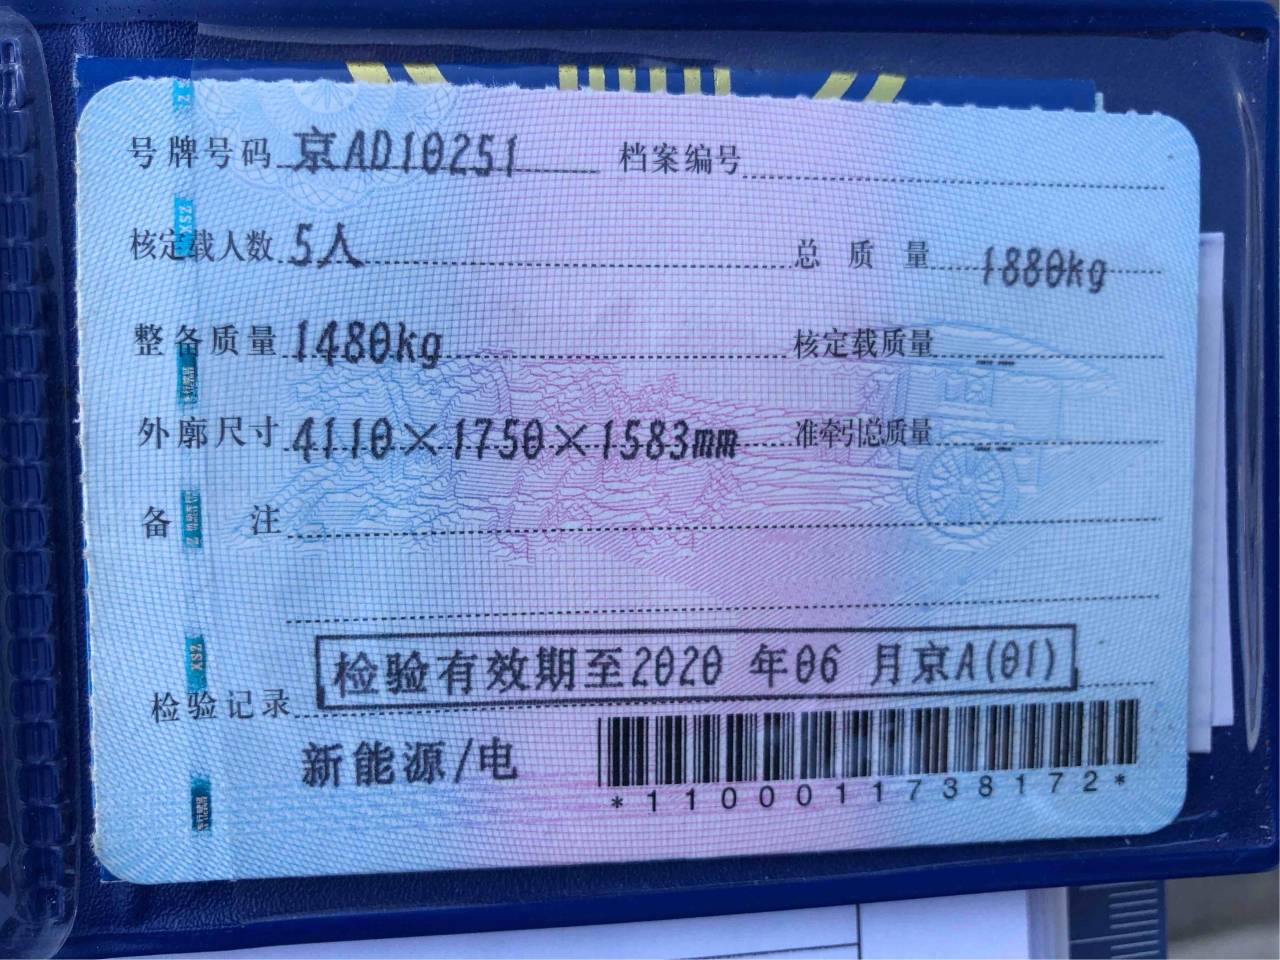 号牌号码 京AD10251 档案编号
核定载人数 5人 总质量 1880kg
整备质量 1480kg 核定载质量 --
外廓尺寸 4110×1750×1583mm 准牵引总质量 --
备注
检验有效期至2020 年06 月京A(01)
检验记录
新能源/电
*1100011738172*
XSZ
XSZ